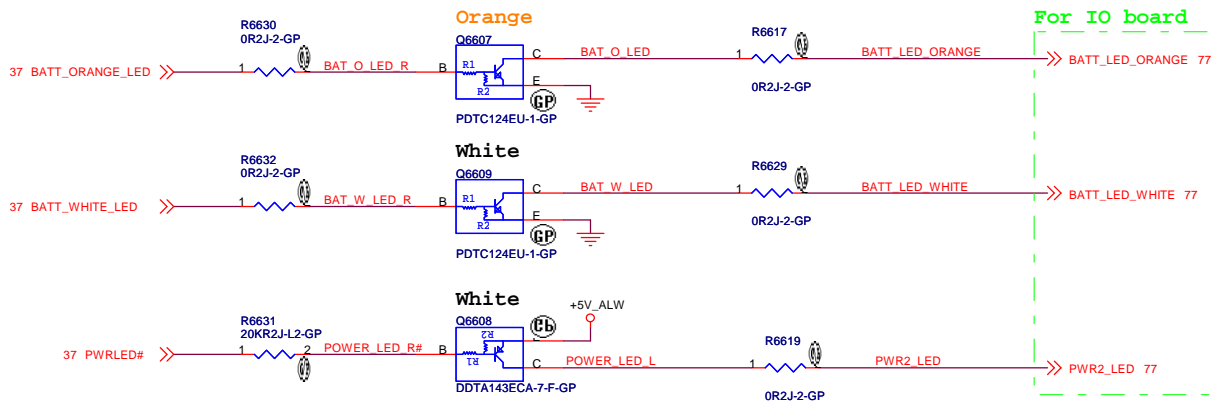 Orange
For IO board
R6630
0R2J-2-GP
Q6607
R6617
37 BATT_ORANGE_LED
1
BAT_O_LED_R
B
R1
R2
C
BAT_O_LED
1
BATT_LED_ORANGE
BATT_LED_ORANGE 77
E
GP
0R2J-2-GP
PDTC124EU-1-GP
White
R6632
0R2J-2-GP
Q6609
R6629
37 BATT_WHITE_LED
1
BAT_W_LED_R
B
R1
R2
C
BAT_W_LED
1
BATT_LED_WHITE
BATT_LED_WHITE 77
E
GP
0R2J-2-GP
PDTC124EU-1-GP
White
+5V_ALW
R6631
20KR2J-L2-GP
Q6608
R6619
37 PWRLED#
1
2
POWER_LED_R#
B
R2
R1
GP
C
POWER_LED_L
1
PWR2_LED
PWR2_LED 77
DDTA143ECA-7-F-GP
0R2J-2-GP